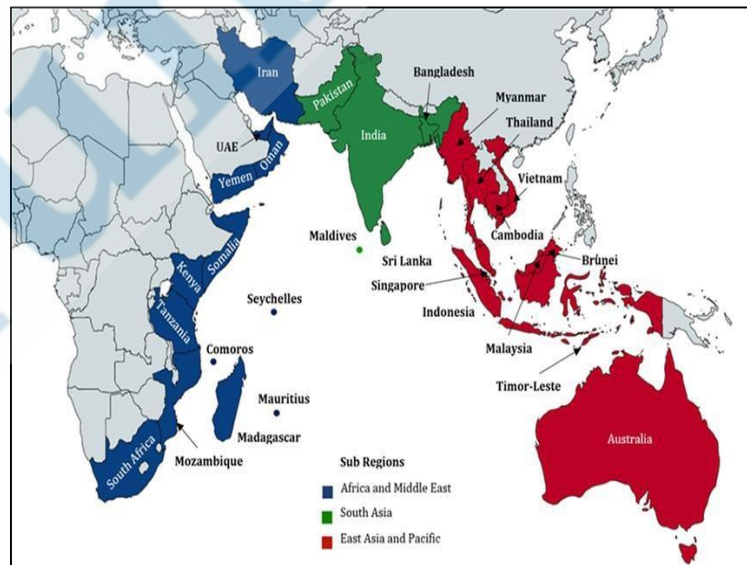 Iran
Pakistan
India
Bangladesh
Myanmar
Thailand
Vietnam
Cambodia
UAE
Oman
Yemen
Maldives
Sri Lanka
Singapore
Brunei
Indonesia
Malaysia
Timor-Leste
Somalia
Kenya
Tanzania
Seychelles
Comoros
Mauritius
Madagascar
Mozambique
South Africa
Australia
Sub Regions
Africa and Middle East
South Asia
East Asia and Pacific